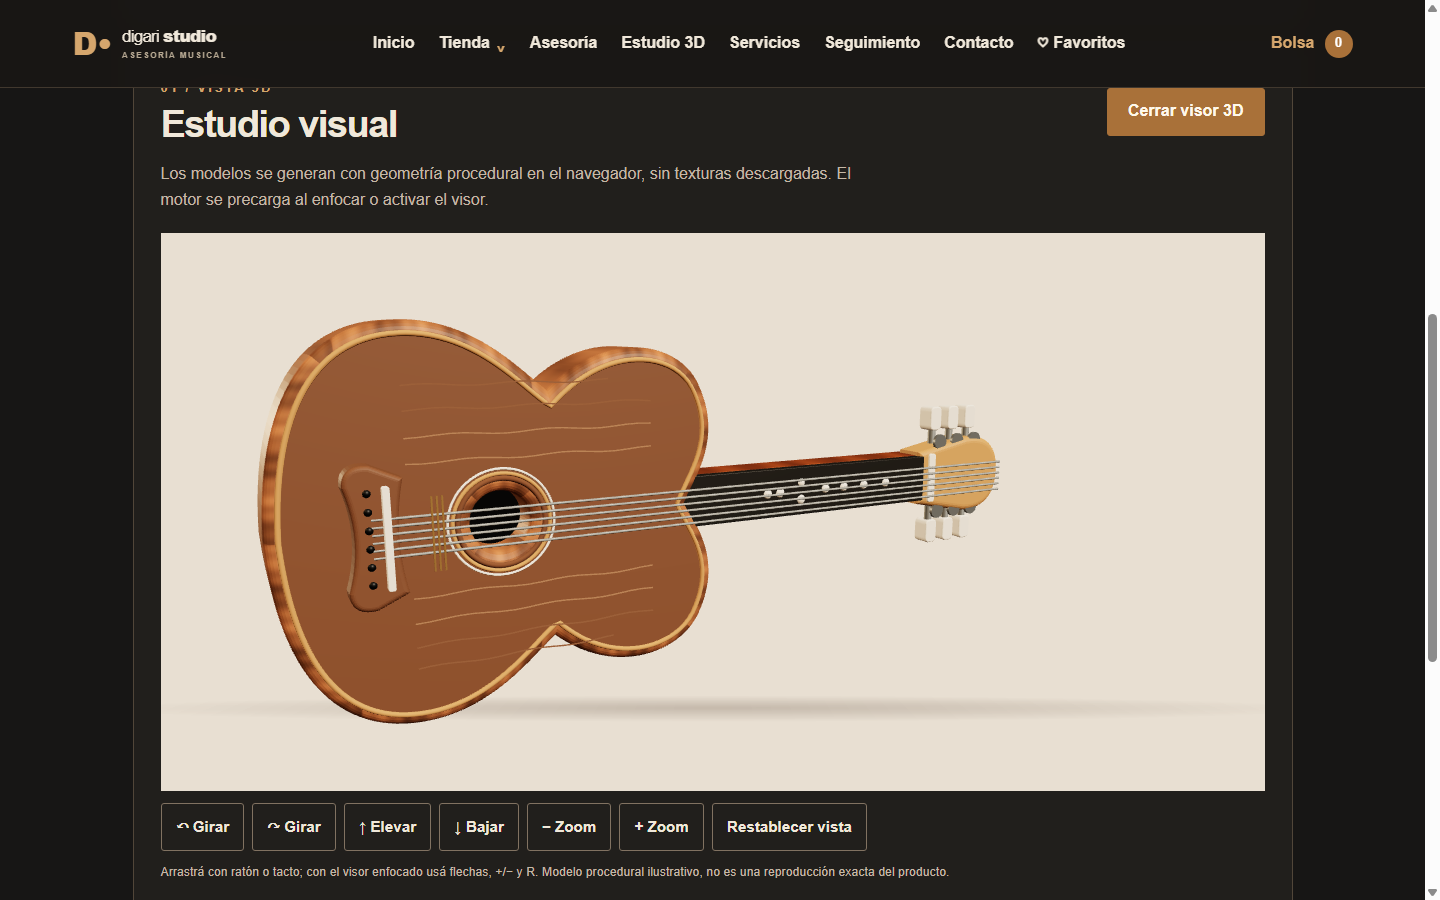 D•
digari studio
ASESORÍA MUSICAL
Inicio
Tienda v
Asesoría
Estudio 3D
Servicios
Seguimiento
Contacto
♡ Favoritos
Bolsa 0
01 / VISTA 3D
Estudio visual
Cerrar visor 3D
Los modelos se generan con geometría procedural en el navegador, sin texturas descargadas. El
motor se precarga al enfocar o activar el visor.
↶ Girar
↷ Girar
↑ Elevar
↓ Bajar
− Zoom
+ Zoom
Restablecer vista
Arrastrá con ratón o tacto; con el visor enfocado usá flechas, +/− y R. Modelo procedural ilustrativo, no es una reproducción exacta del producto.